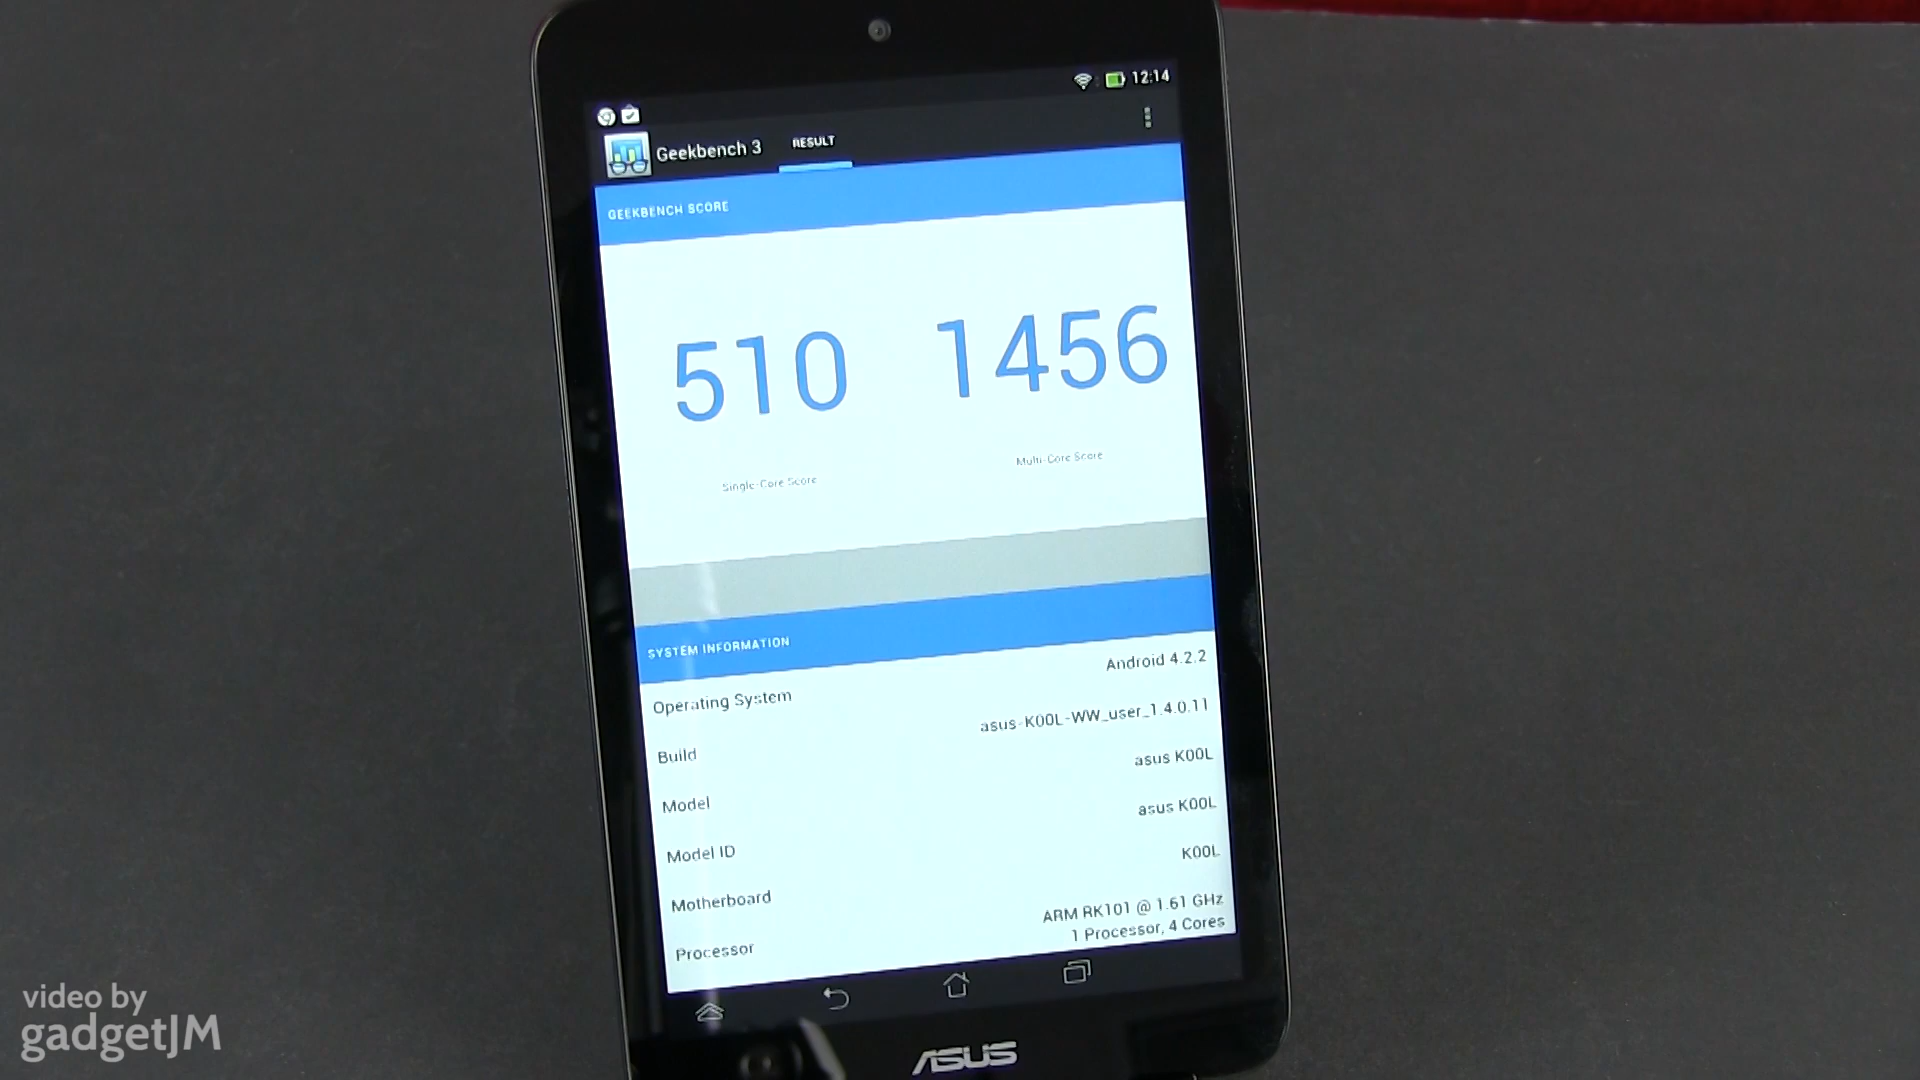 12:14
Geekbench 3
RESULT
GEEKBENCH SCORE
510
1456
Single-Core Score
Multi-Core Score
SYSTEM INFORMATION
Operating System
Android 4.2.2
Build
asus-K00L-WW_user_1.4.0.11
Model
asus K00L
Model ID
asus K00L
Motherboard
K00L
Processor
ARM RK101 @ 1.61 GHz
1 Processor, 4 Cores
ASUS
video by
gadgetJM